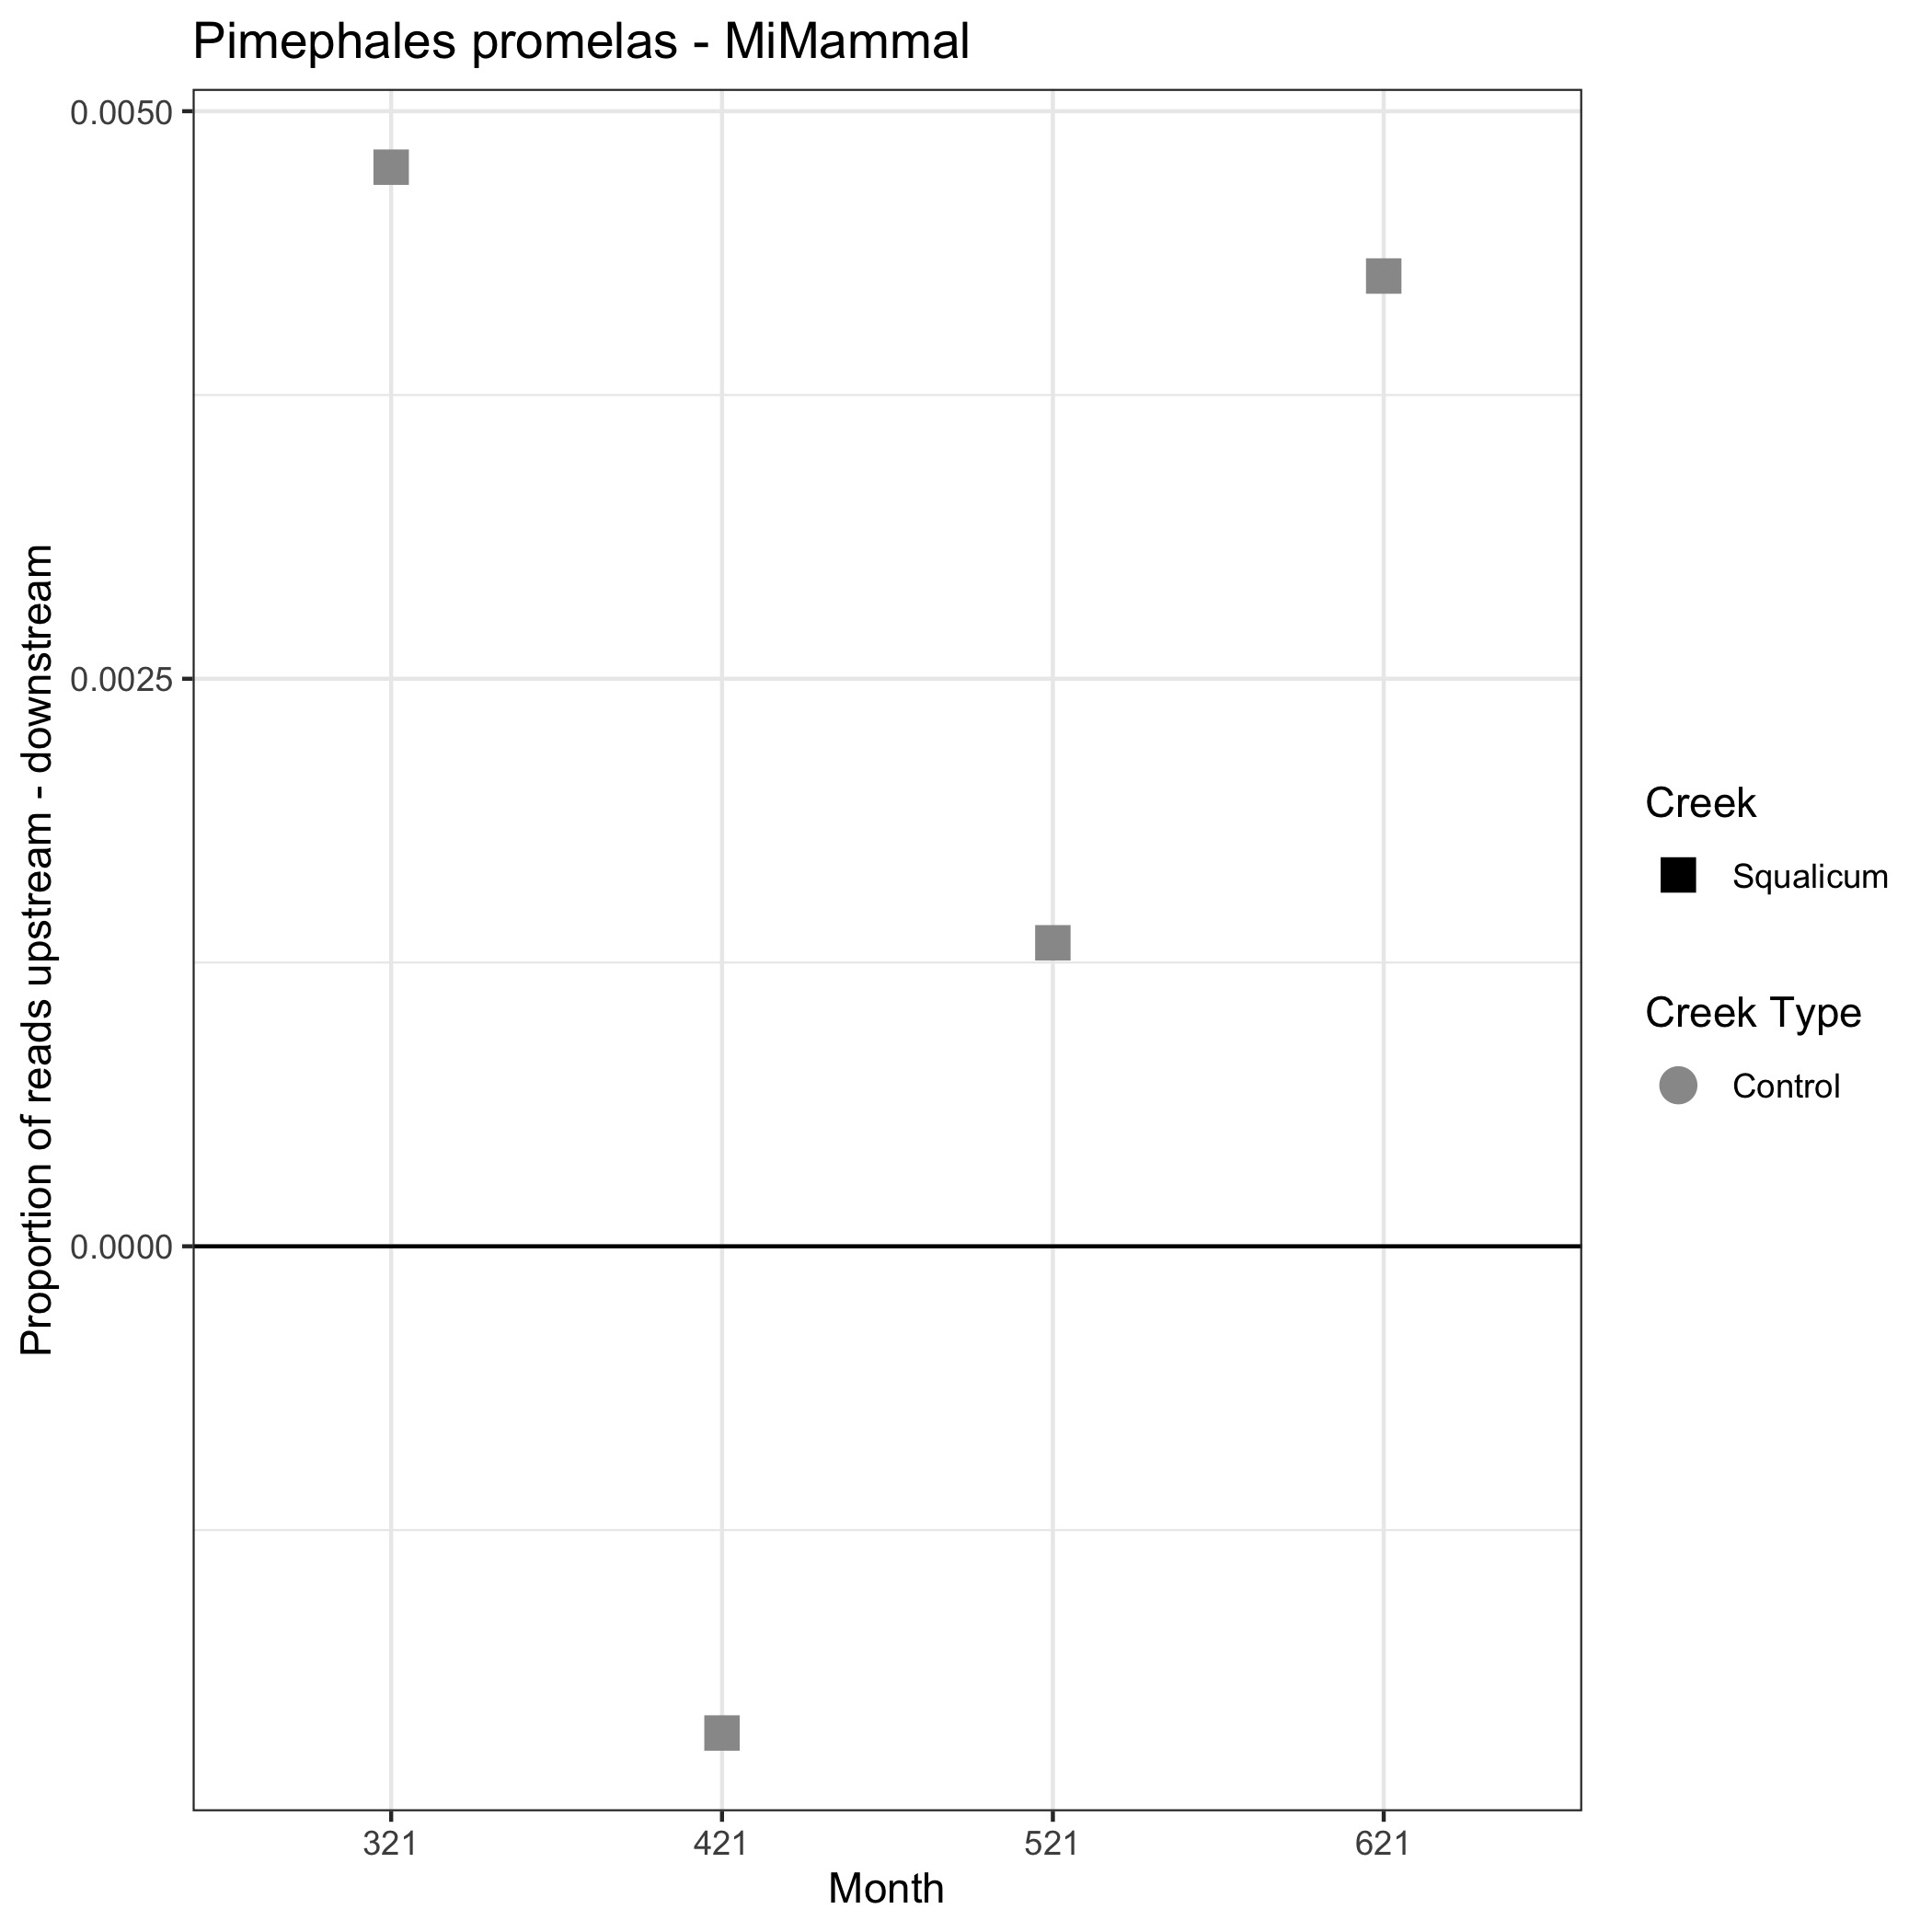 Pimephales promelas - MiMammal
Proportion of reads upstream - downstream
0.0050
0.0025
0.0000
321
421
521
621
Month
Creek
Squalicum
Creek Type
Control